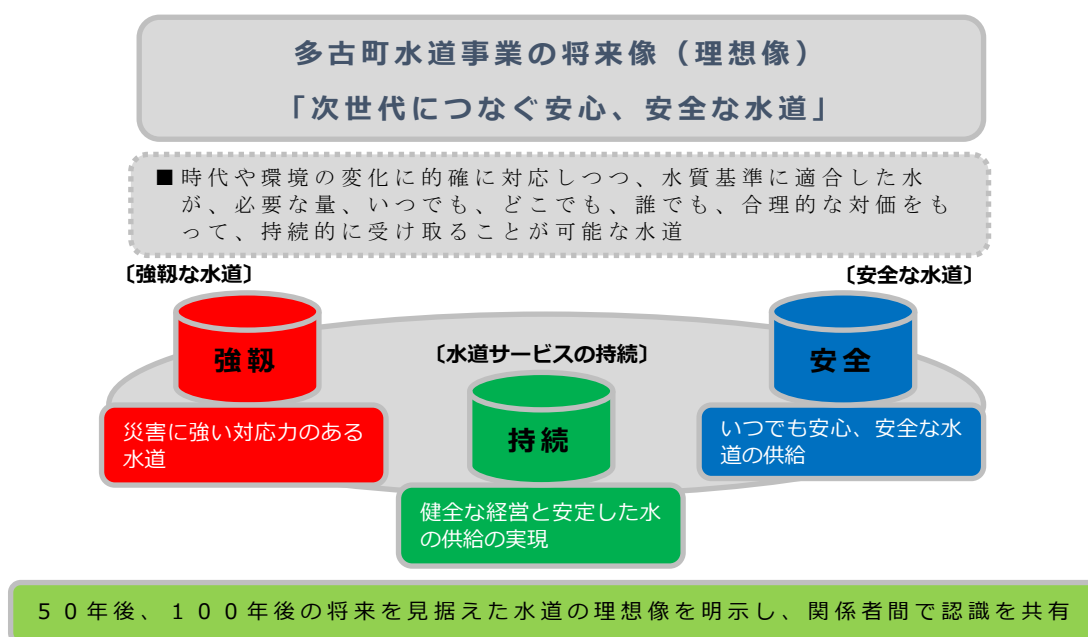 多古町水道事業の将来像（理想像）
「次世代につなぐ安心、安全な水道」
■時代や環境の変化に的確に対応しつつ、水質基準に適合した水
が、必要な量、いつでも、どこでも、誰でも、合理的な対価をも
って、持続的に受け取ることが可能な水道
〔強靱な水道〕
〔安全な水道〕
強靱
〔水道サービスの持続〕
安全
災害に強い対応力のある
水道
持続
いつでも安心、安全な水
道の供給
健全な経営と安定した水
の供給の実現
５０年後、１００年後の将来を見据えた水道の理想像を明示し、関係者間で認識を共有